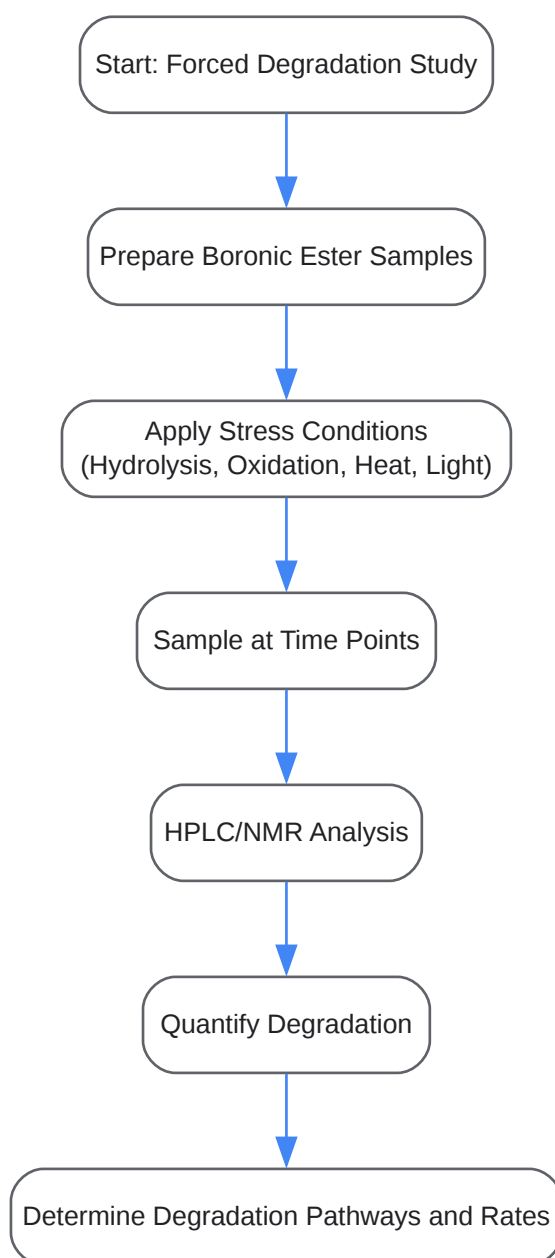 Start: Forced Degradation Study
Prepare Boronic Ester Samples
Apply Stress Conditions
(Hydrolysis, Oxidation, Heat, Light)
Sample at Time Points
HPLC/NMR Analysis
Quantify Degradation
Determine Degradation Pathways and Rates